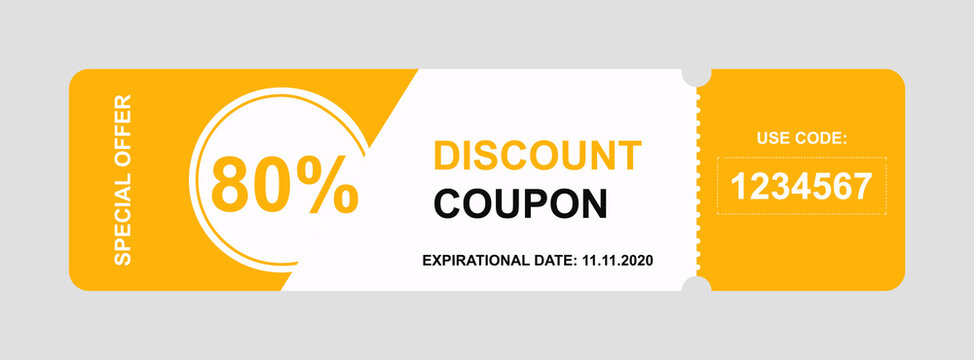 SPECIAL OFFER
80%
DISCOUNT
COUPON
EXPIRATIONAL DATE: 11.11.2020
USE CODE:
1234567